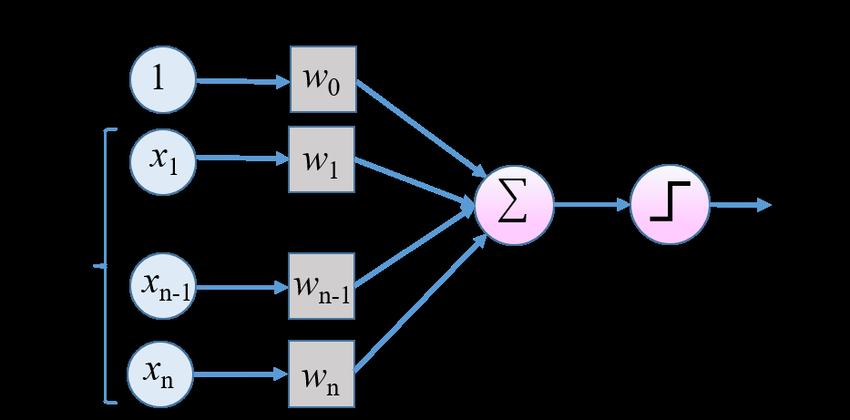 1 w₀
x₁ w₁
∑
xₙ₋₁ wₙ₋₁
xₙ wₙ